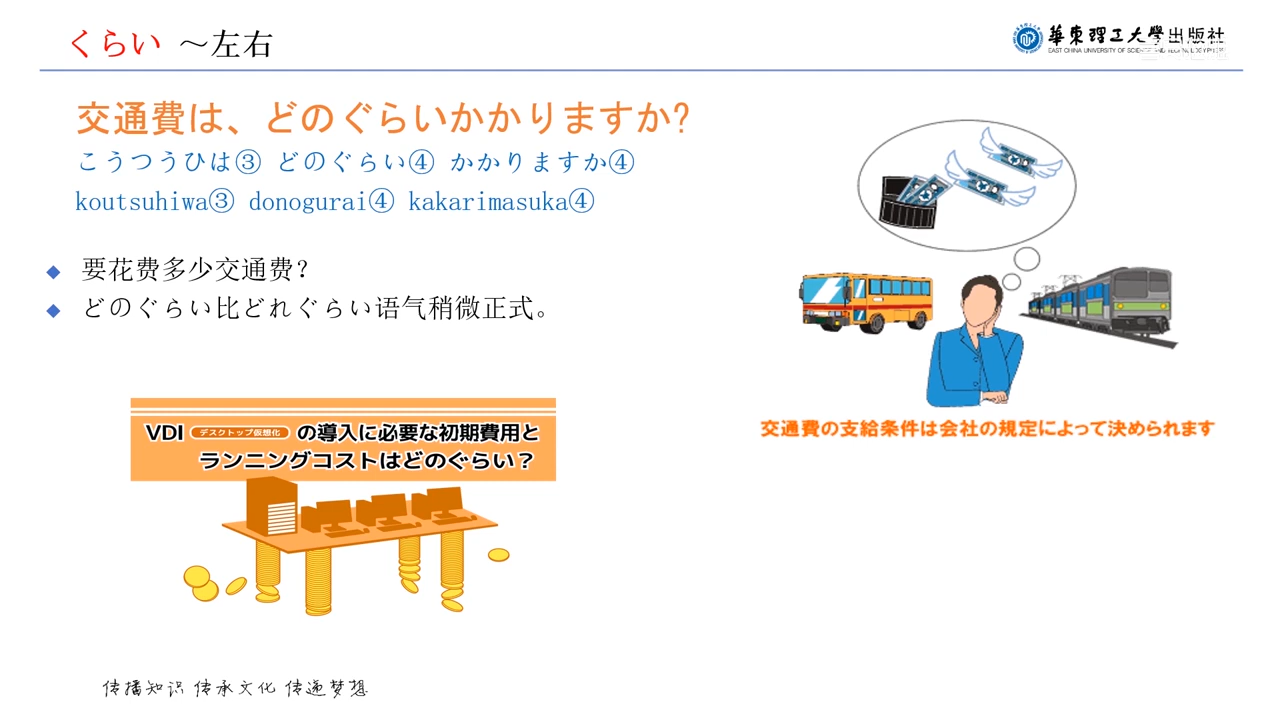 くらい ～左右
華東理工大學出版社
EAST CHINA UNIVERSITY OF SCIENCE AND TECHNOLOGY
交通費は、どのぐらいかかりますか?
こうつうひは③ どのぐらい④ かかりますか④
koutsuhiwa③ donogurai④ kakarimasuka④
要花费多少交通费？
どのぐらい比どれぐらい语气稍微正式。
交通費の支給条件は会社の規定によって決められます
VDI デスクトップ仮想化 の導入に必要な初期費用と
ランニングコストはどのぐらい？
传播知识 传承文化 传递梦想